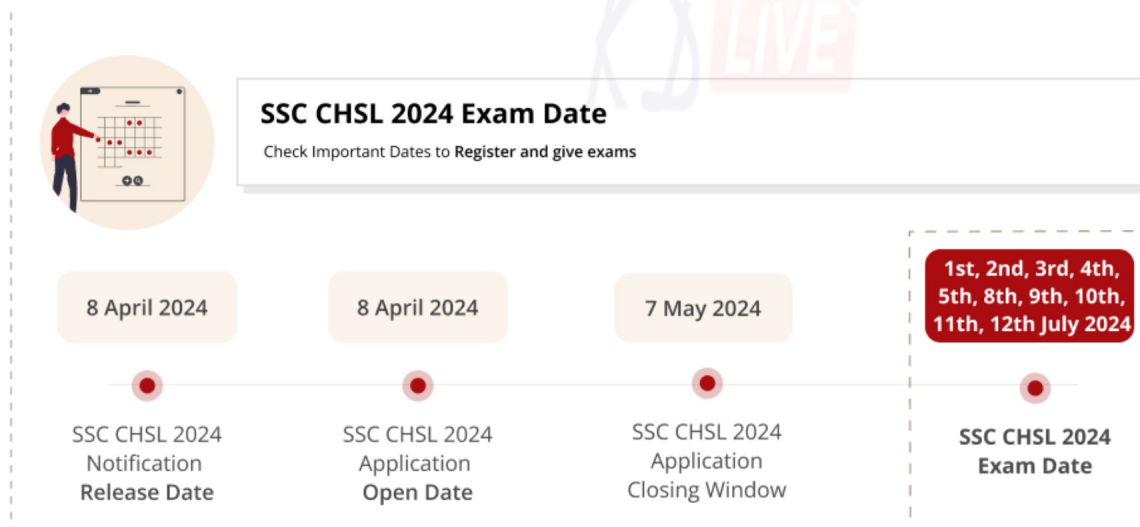 LIVE
SSC CHSL 2024 Exam Date
Check Important Dates to Register and give exams
8 April 2024
8 April 2024
7 May 2024
1st, 2nd, 3rd, 4th,
5th, 8th, 9th, 10th,
11th, 12th July 2024
SSC CHSL 2024
Notification
Release Date
SSC CHSL 2024
Application
Open Date
SSC CHSL 2024
Application
Closing Window
SSC CHSL 2024
Exam Date